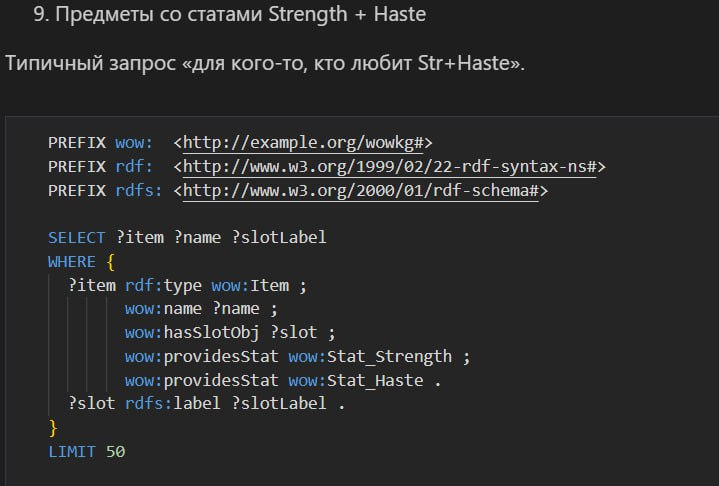 9. Предметы со статами Strength + Haste
Типичный запрос «для кого-то, кто любит Str+Haste».
PREFIX wow:  <http://example.org/wowkg#>
PREFIX rdf:  <http://www.w3.org/1999/02/22-rdf-syntax-ns#>
PREFIX rdfs: <http://www.w3.org/2000/01/rdf-schema#>
SELECT ?item ?name ?slotLabel
WHERE {
  ?item rdf:type wow:Item ;
        wow:name ?name ;
        wow:hasSlotObj ?slot ;
        wow:providesStat wow:Stat_Strength ;
        wow:providesStat wow:Stat_Haste .
  ?slot rdfs:label ?slotLabel .
}
LIMIT 50